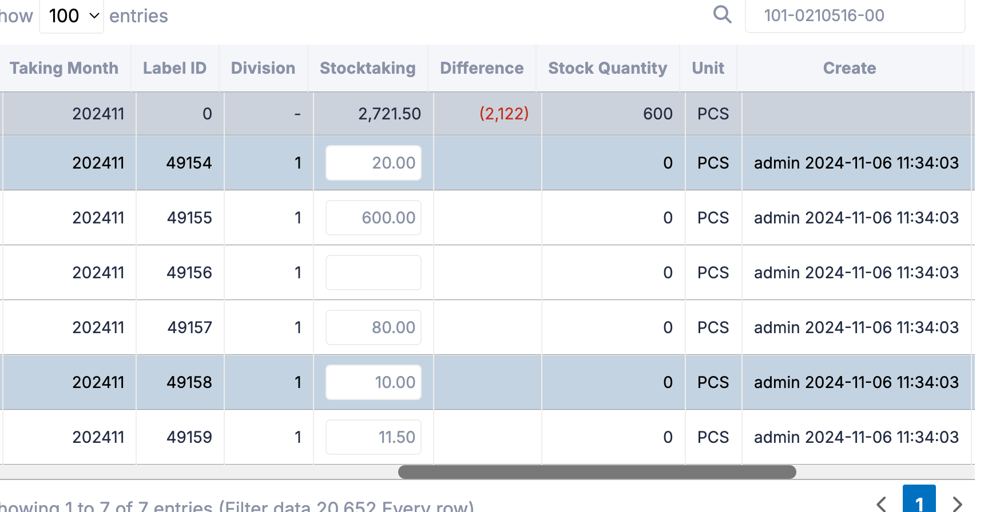 how 100 entries 101-0210516-00
Taking Month Label ID Division Stocktaking Difference Stock Quantity Unit Create
202411 0 - 2,721.50 (2,122) 600 PCS
202411 49154 1 20.00 0 PCS admin 2024-11-06 11:34:03
202411 49155 1 600.00 0 PCS admin 2024-11-06 11:34:03
202411 49156 1 0 PCS admin 2024-11-06 11:34:03
202411 49157 1 80.00 0 PCS admin 2024-11-06 11:34:03
202411 49158 1 10.00 0 PCS admin 2024-11-06 11:34:03
202411 49159 1 11.50 0 PCS admin 2024-11-06 11:34:03
howing 1 to 7 of 7 entries (Filter data 20,652 Every row) 1